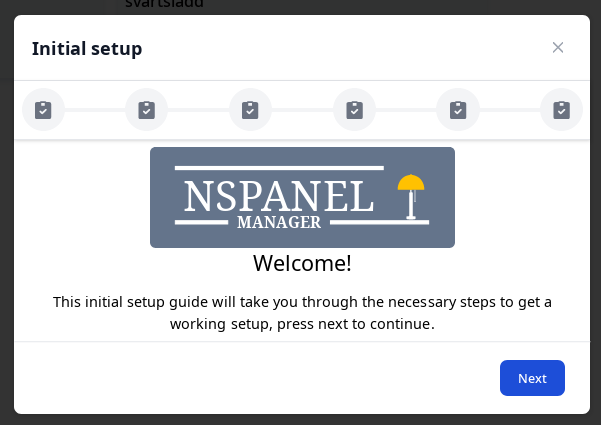 svartsladd
Initial setup
NSPANEL
MANAGER
Welcome!
This initial setup guide will take you through the necessary steps to get a
working setup, press next to continue.
Next